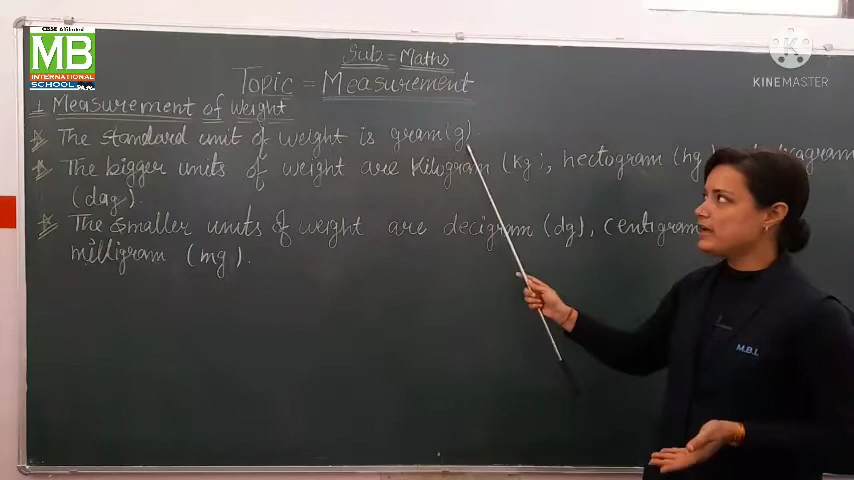 CBSE Affiliated
MB
INTERNATIONAL
SCHOOL
KINEMASTER
Sub = Maths
Topic = Measurement
1 Measurement of Weight
The standard unit of weight is gram (g).
The bigger units of weight are Kilogram (kg), hectogram (hg)
(dag).
The smaller units of weight are decigram (dg), centigram
milligram (mg).
M.B.I.